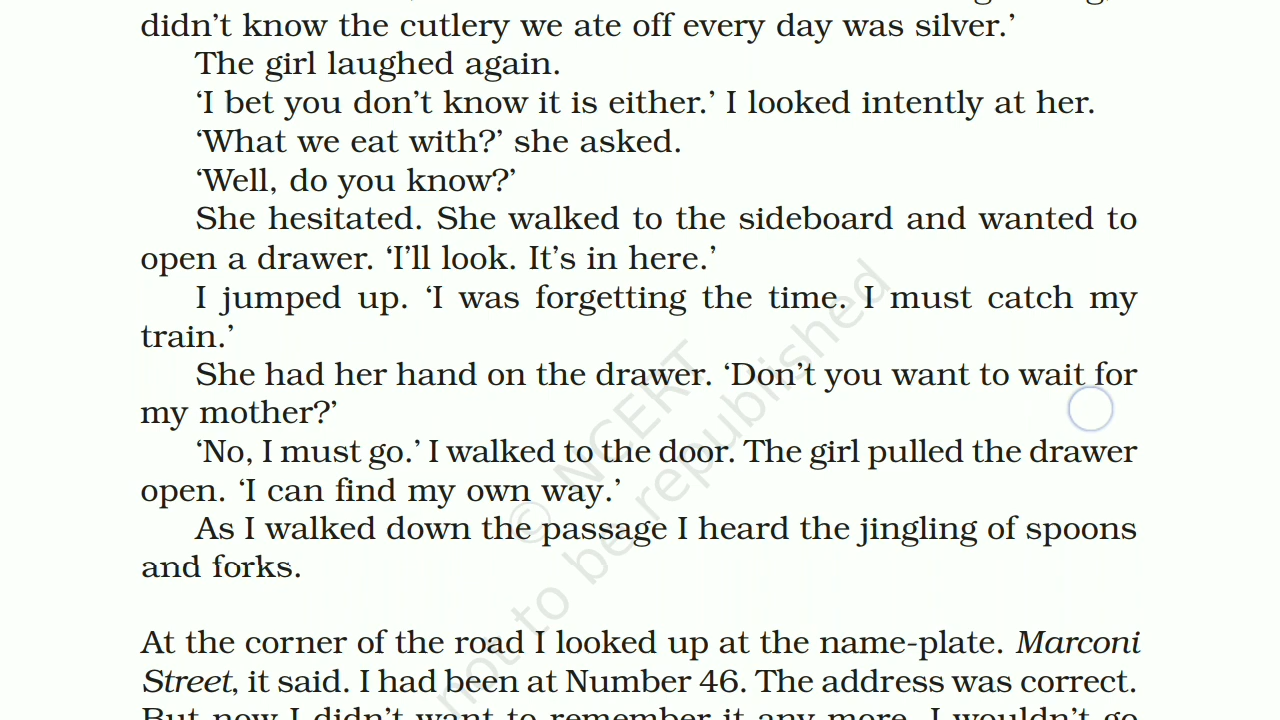 didn’t know the cutlery we ate off every day was silver.’
The girl laughed again.
‘I bet you don’t know it is either.’ I looked intently at her.
‘What we eat with?’ she asked.
‘Well, do you know?’
She hesitated. She walked to the sideboard and wanted to
open a drawer. ‘I’ll look. It’s in here.’
I jumped up. ‘I was forgetting the time. I must catch my
train.’
She had her hand on the drawer. ‘Don’t you want to wait for
my mother?’
‘No, I must go.’ I walked to the door. The girl pulled the drawer
open. ‘I can find my own way.’
As I walked down the passage I heard the jingling of spoons
and forks.
At the corner of the road I looked up at the name-plate. Marconi
Street, it said. I had been at Number 46. The address was correct.
But now I didn’t want to remember it any more. I wouldn’t go
© NCERT
not to be republished